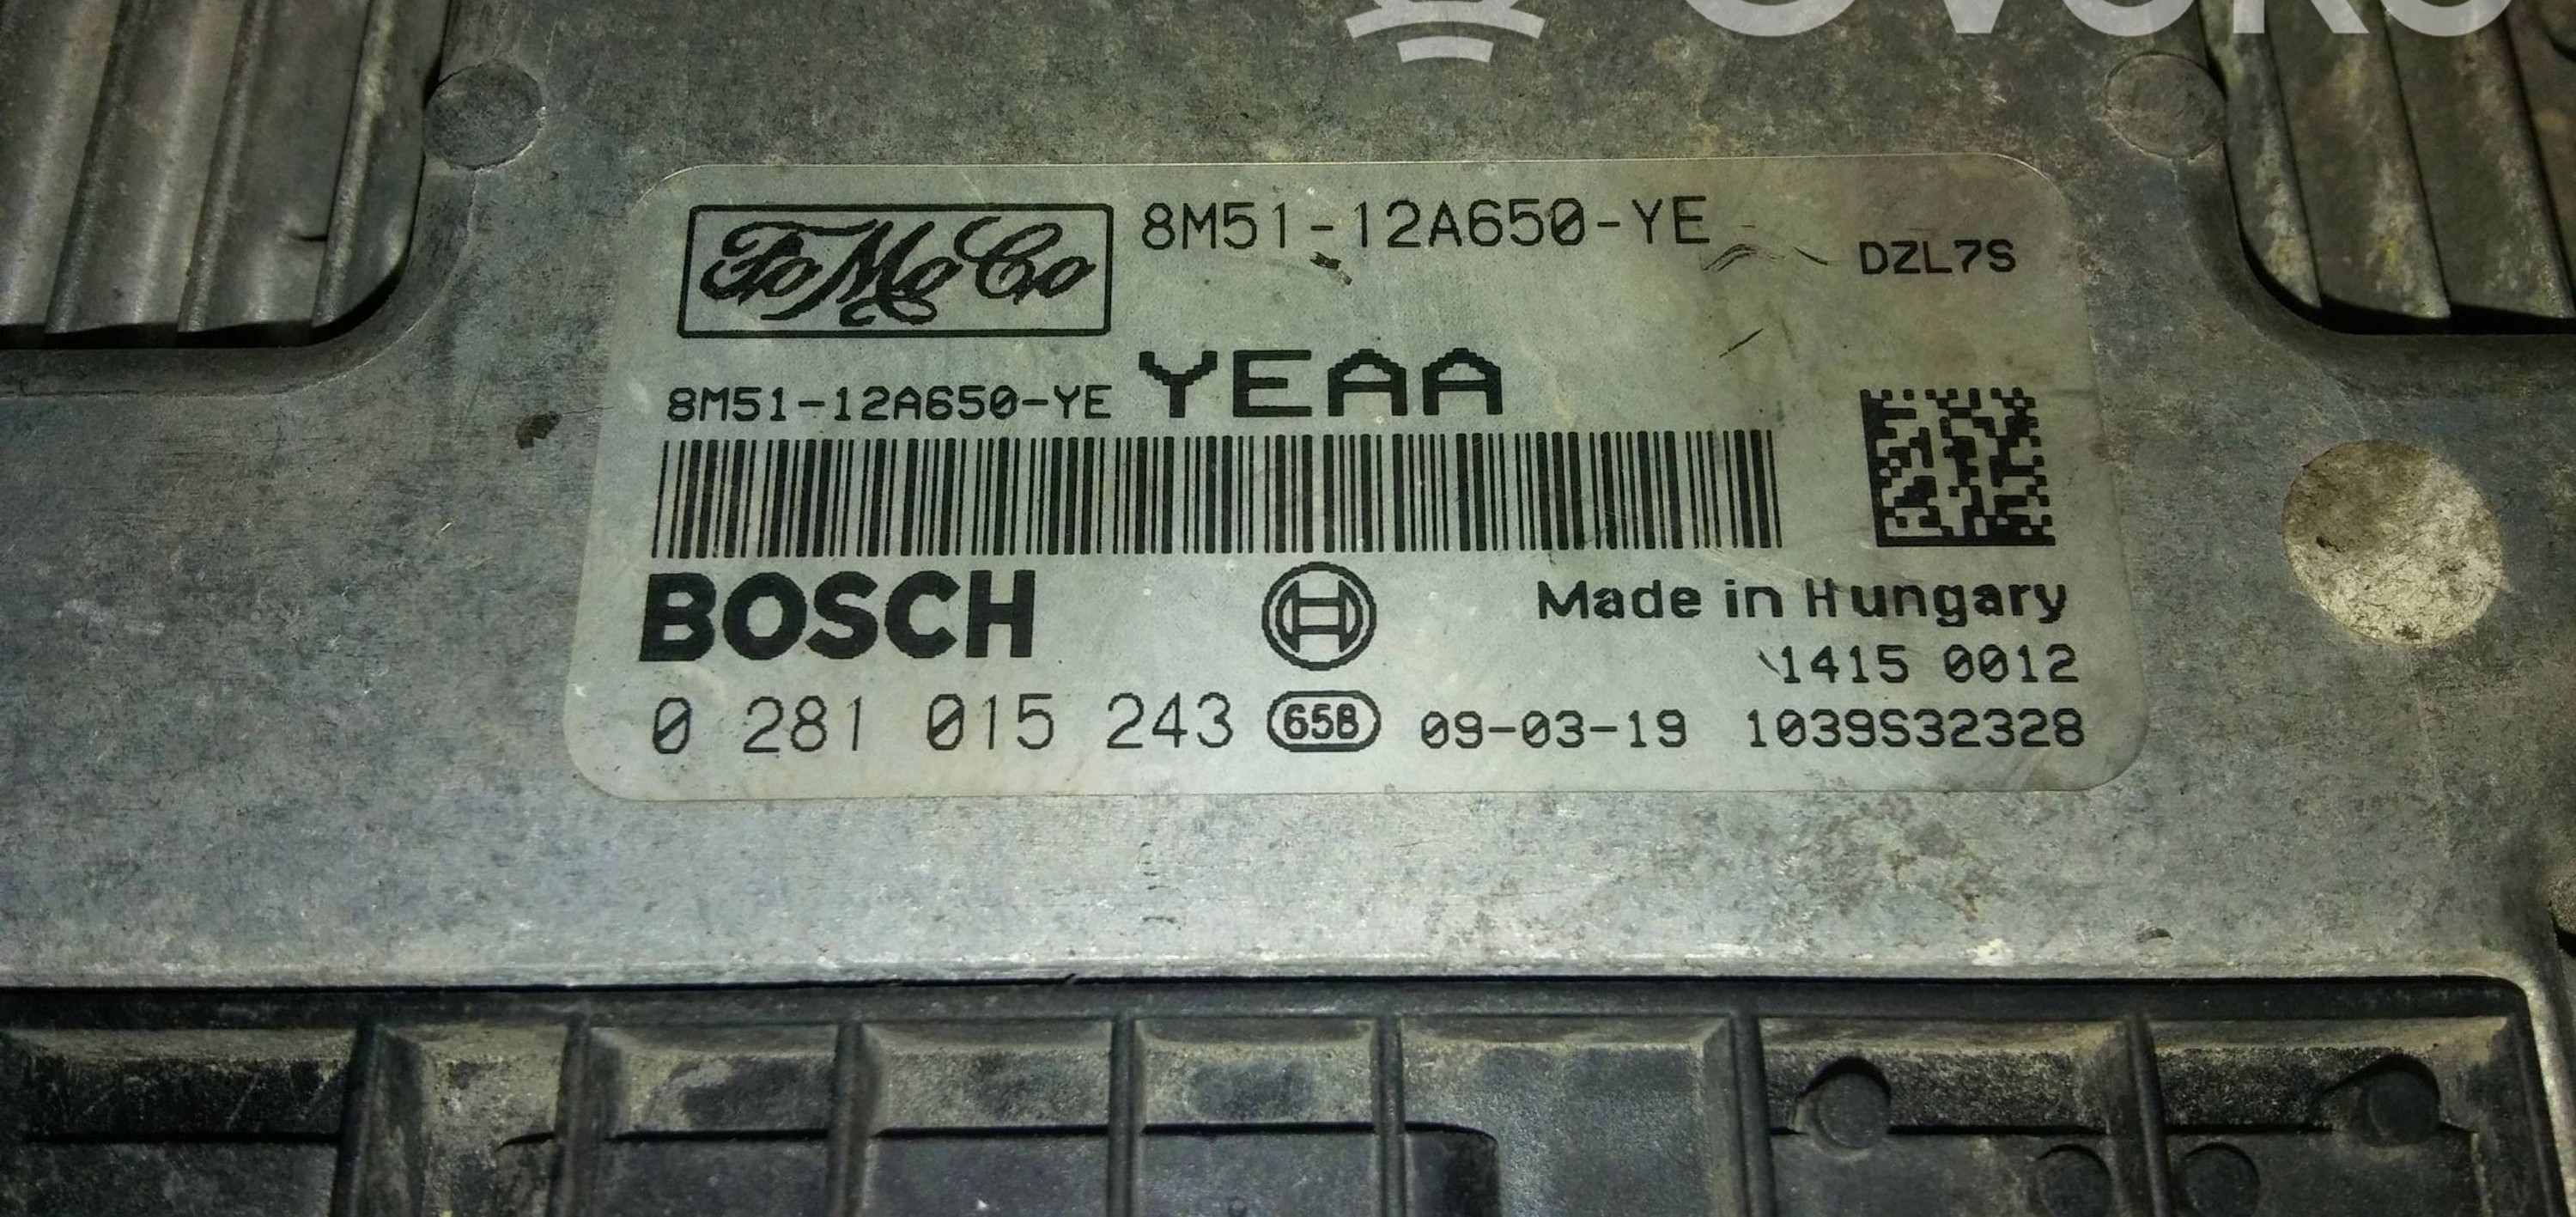 FoMoCo
8M51-12A650-YE
DZL7S
8M51-12A650-YE YEAA
BOSCH
Made in Hungary
1415 0012
0 281 015 243 658 09-03-19 1039S32328